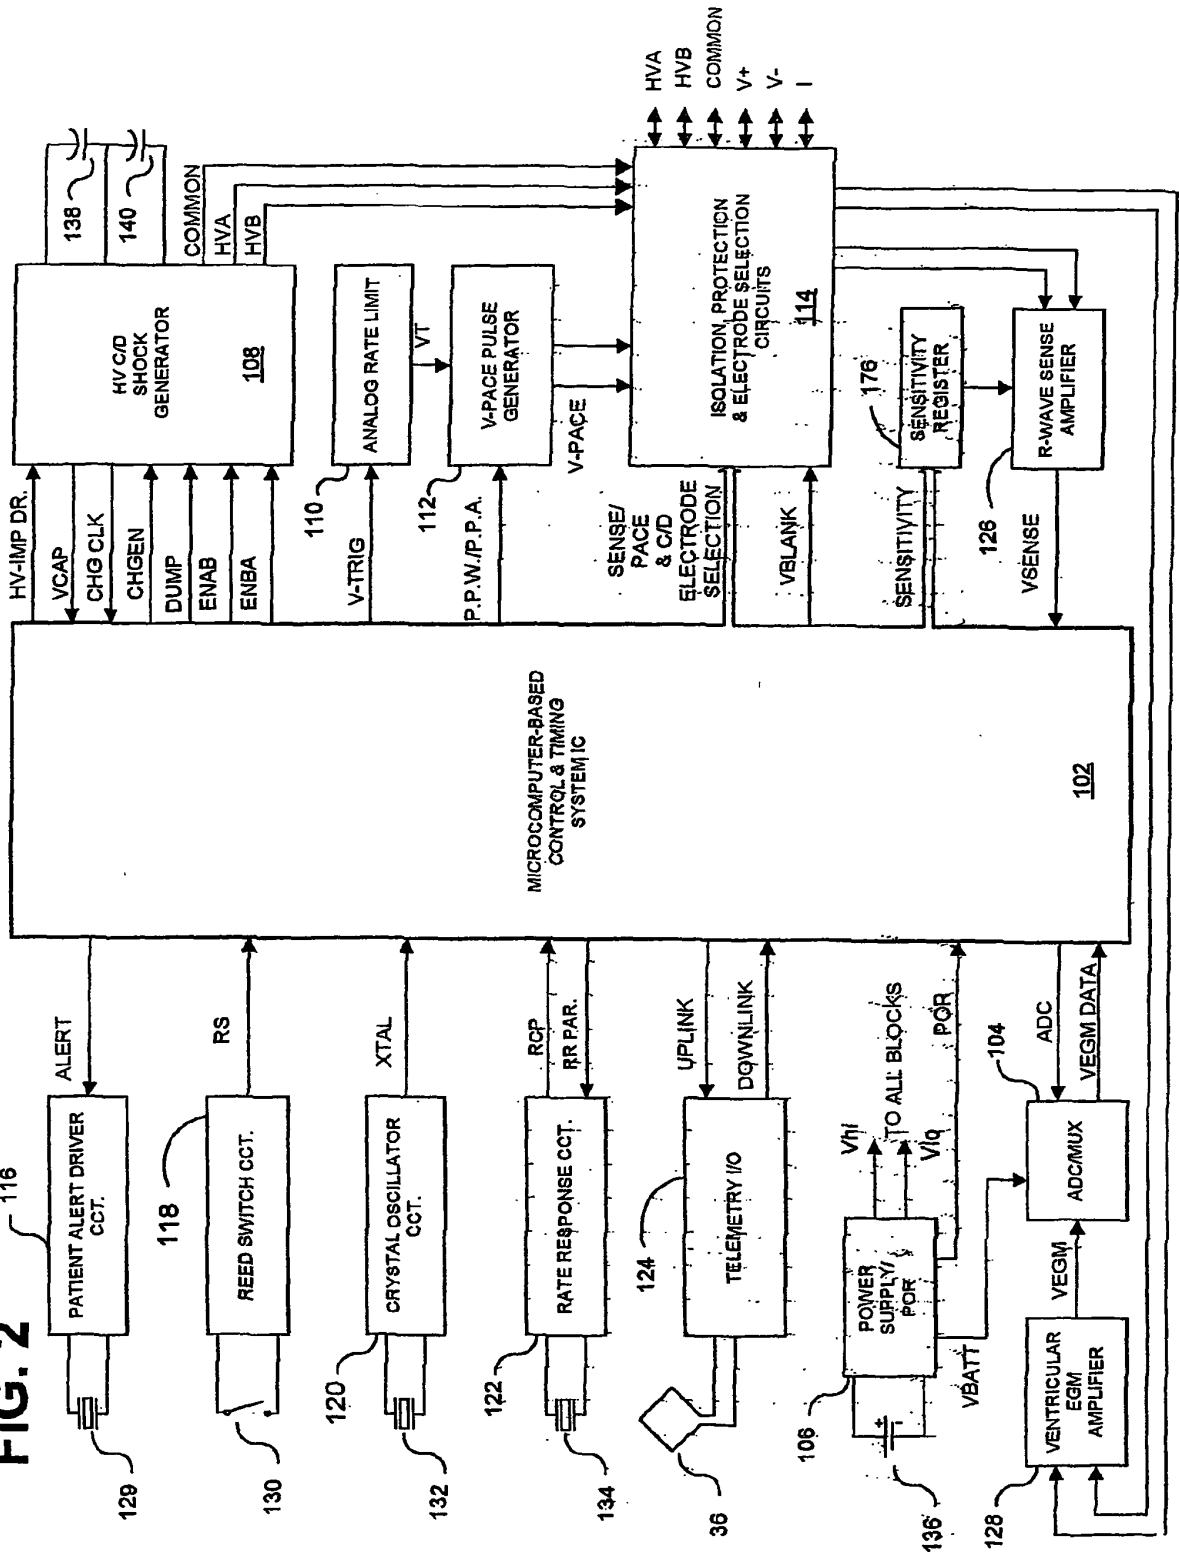 FIG. 2
116
PATIENT ALERT DRIVER
CCT.
129
ALERT
118
REED SWITCH CCT.
130
RS
CRYSTAL OSCILLATOR
CCT.
120
132
XTAL
RATE RESPONSE CCT.
122
134
RCP
RR PAR.
TELEMETRY I/O
124
36
UPLINK
DOWNLINK
POWER
SUPPLY/
POR
106
136
+
-
Vhi
Vlo
TO ALL BLOCKS
POR
VBATT
ADC/MUX
104
ADC
VEGM DATA
VEGM
VENTRICULAR
EGM
AMPLIFIER
128
MICROCOMPUTER-BASED
CONTROL & TIMING
SYSTEM IC
102
HV-IMP DR.
VCAP
CHG CLK
CHGEN
DUMP
ENAB
ENBA
V-TRIG
P.P.W./P.P.A.
SENSE/
PACE
& C/D
ELECTRODE
SELECTION
VBLANK
SENSITIVITY
VSENSE
HV C/D
SHOCK
GENERATOR
108
138
140
COMMON
HVA
HVB
ANALOG RATE LIMIT
110
VT
V-PACE PULSE
GENERATOR
112
V-PACE
ISOLATION, PROTECTION
& ELECTRODE SELECTION
CIRCUITS
114
HVA
HVB
COMMON
V+
V-
I
SENSITIVITY
REGISTER
176
R-WAVE SENSE
AMPLIFIER
126